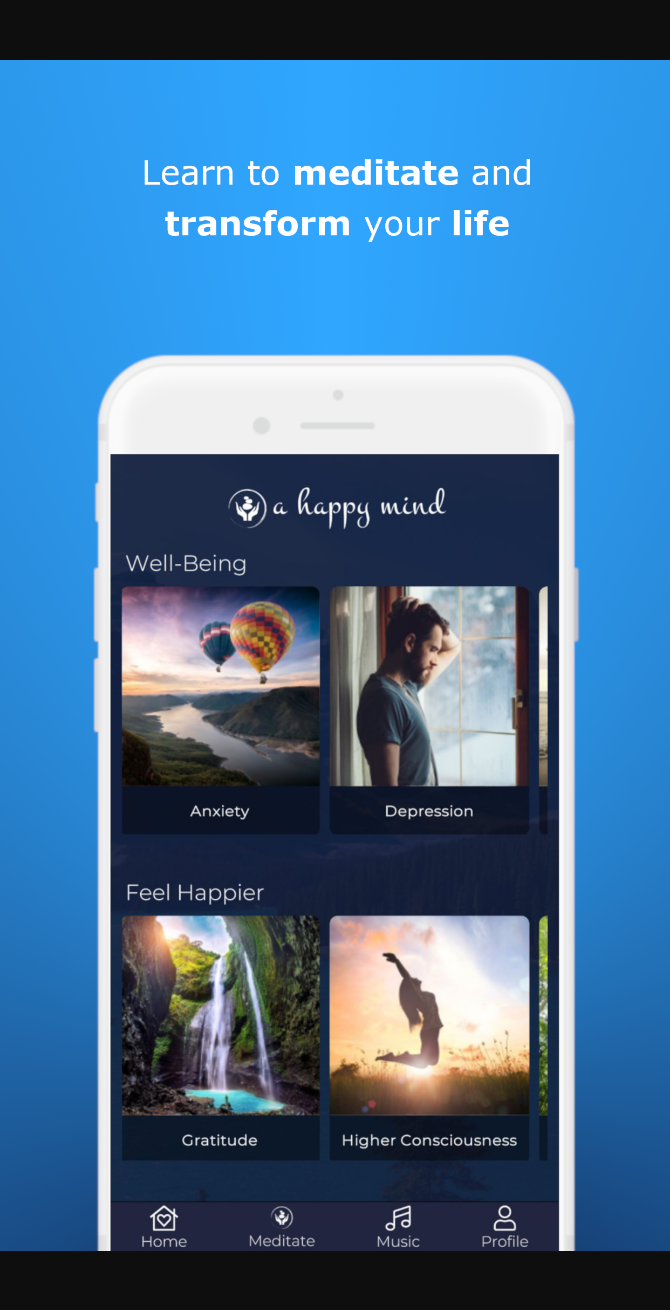 Learn to meditate and
transform your life
a happy mind
Well-Being
Anxiety
Depression
Feel Happier
Gratitude
Higher Consciousness
Home
Meditate
Music
Profile